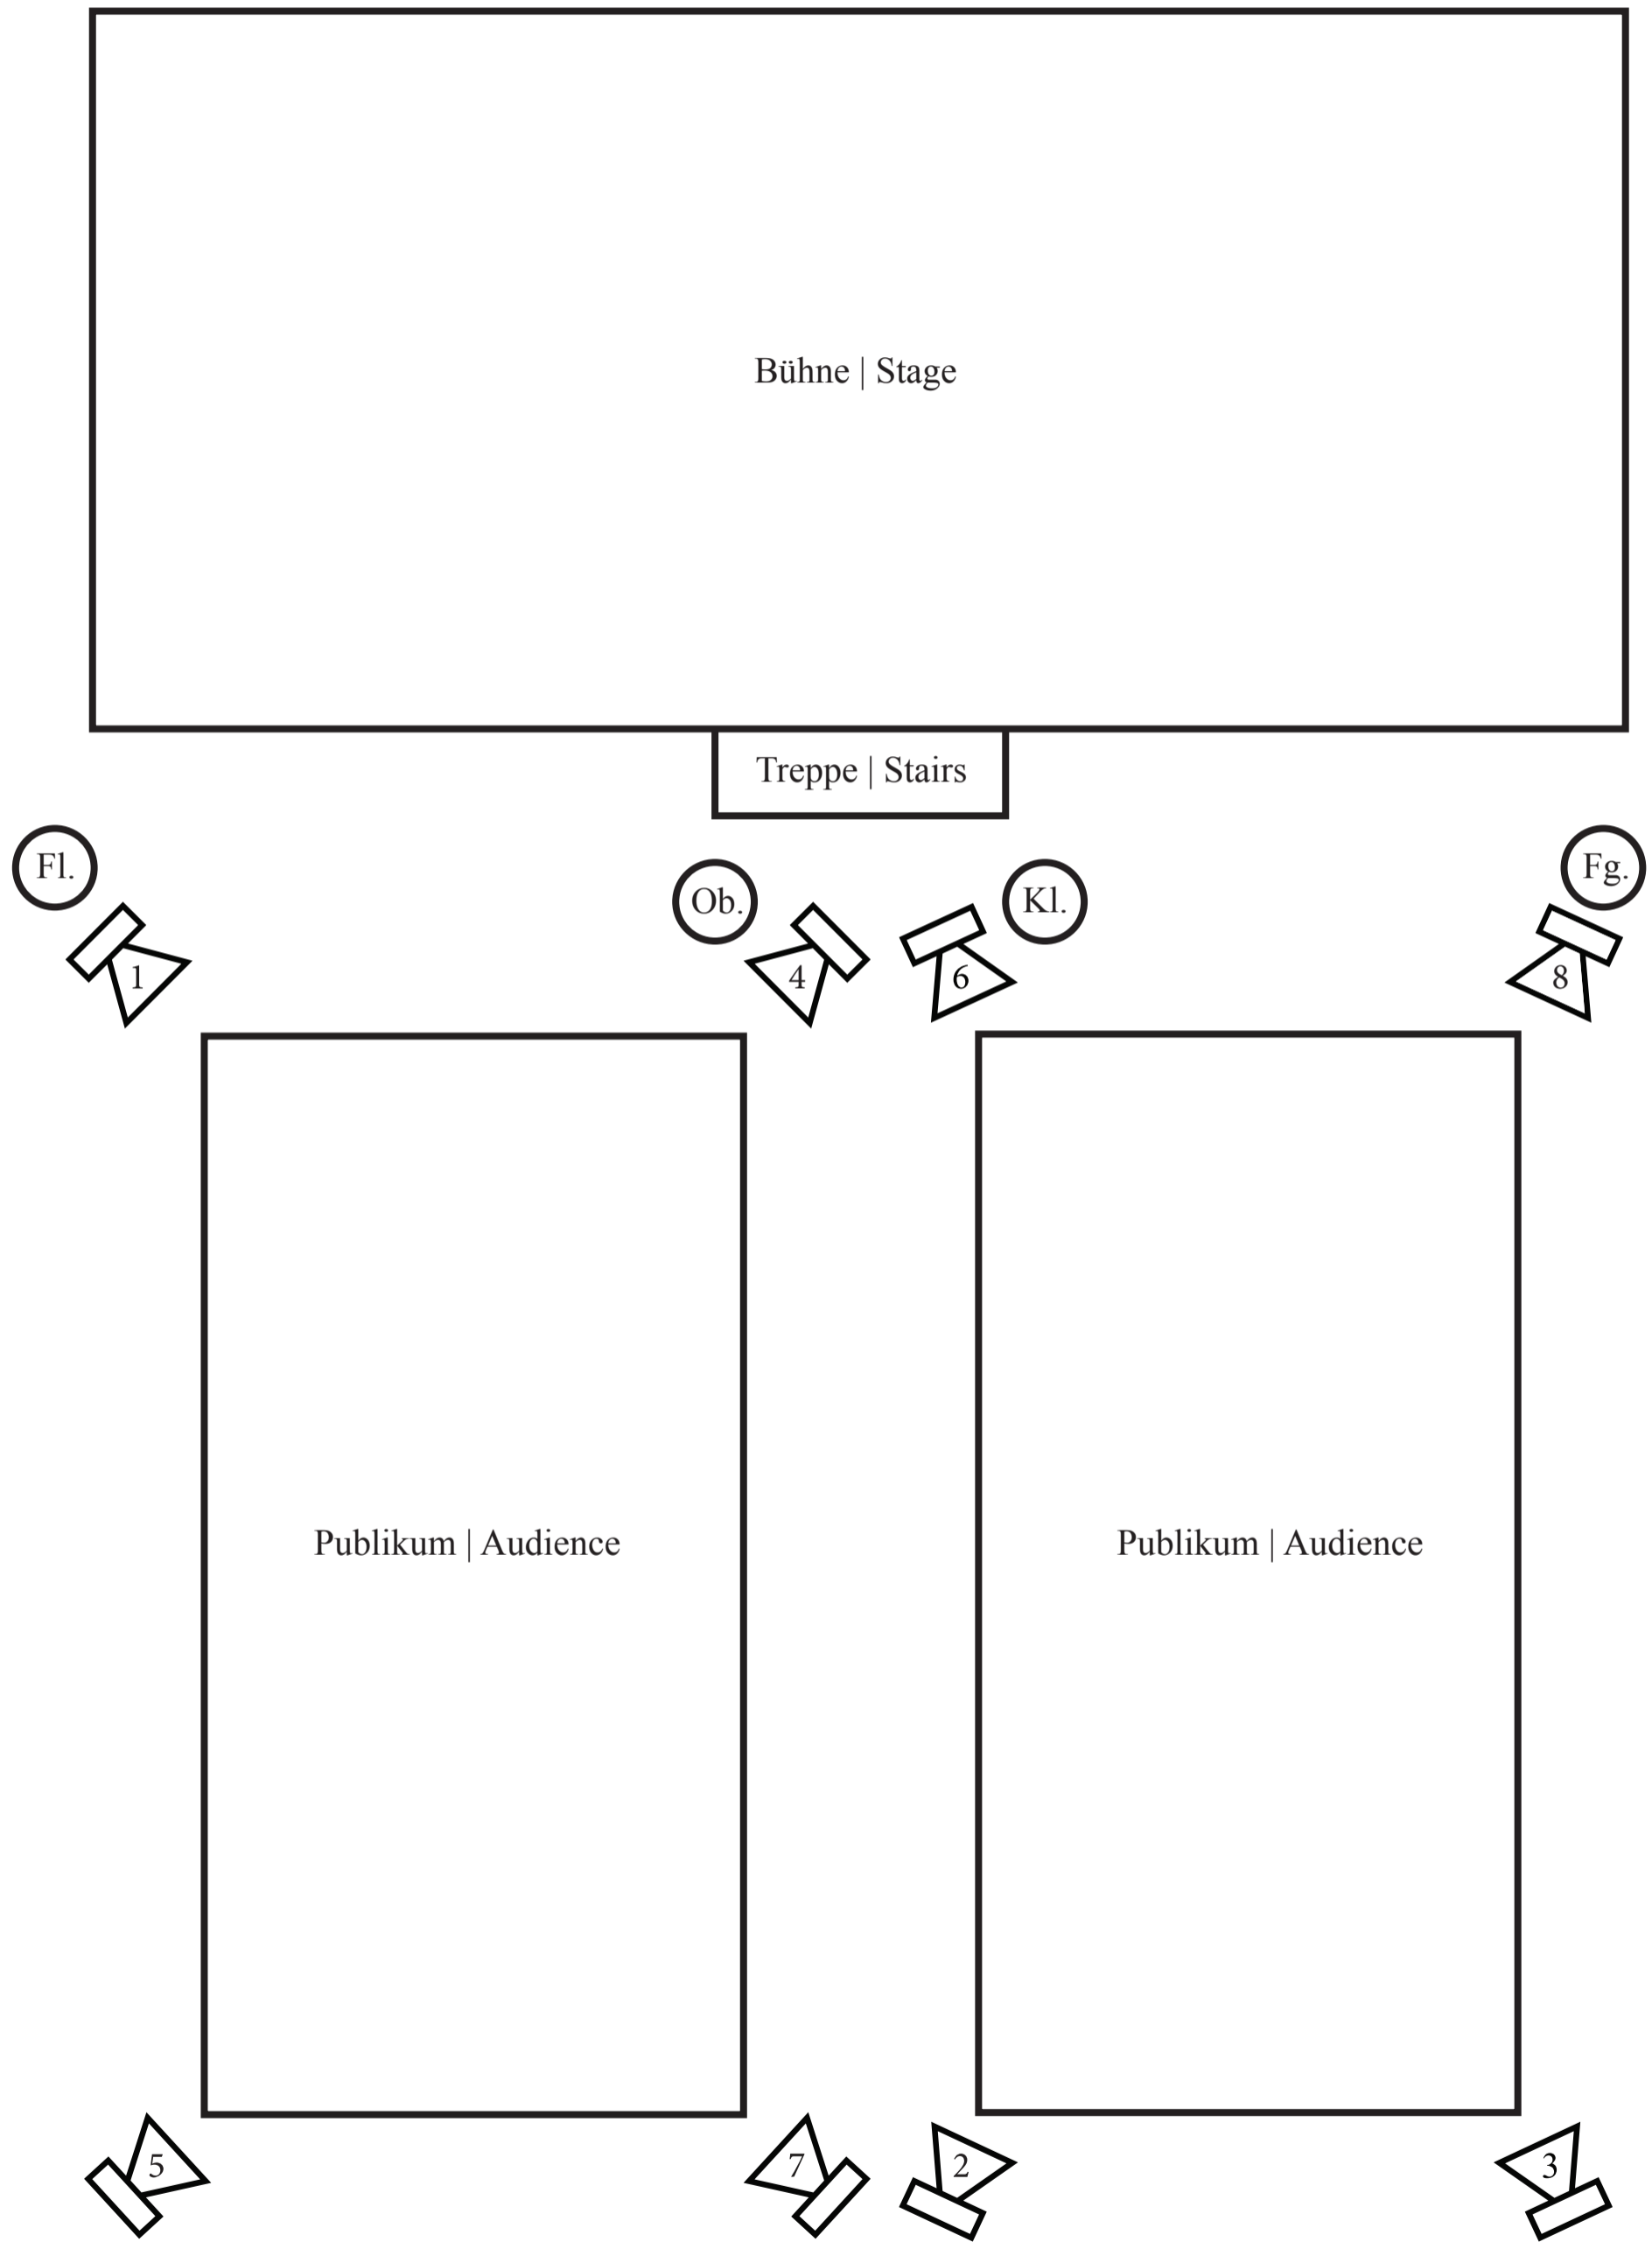 Bühne | Stage
Treppe | Stairs
Fl.
Ob.
Kl.
Fg.
1
4
6
8
Publikum | Audience
Publikum | Audience
5
7
2
3